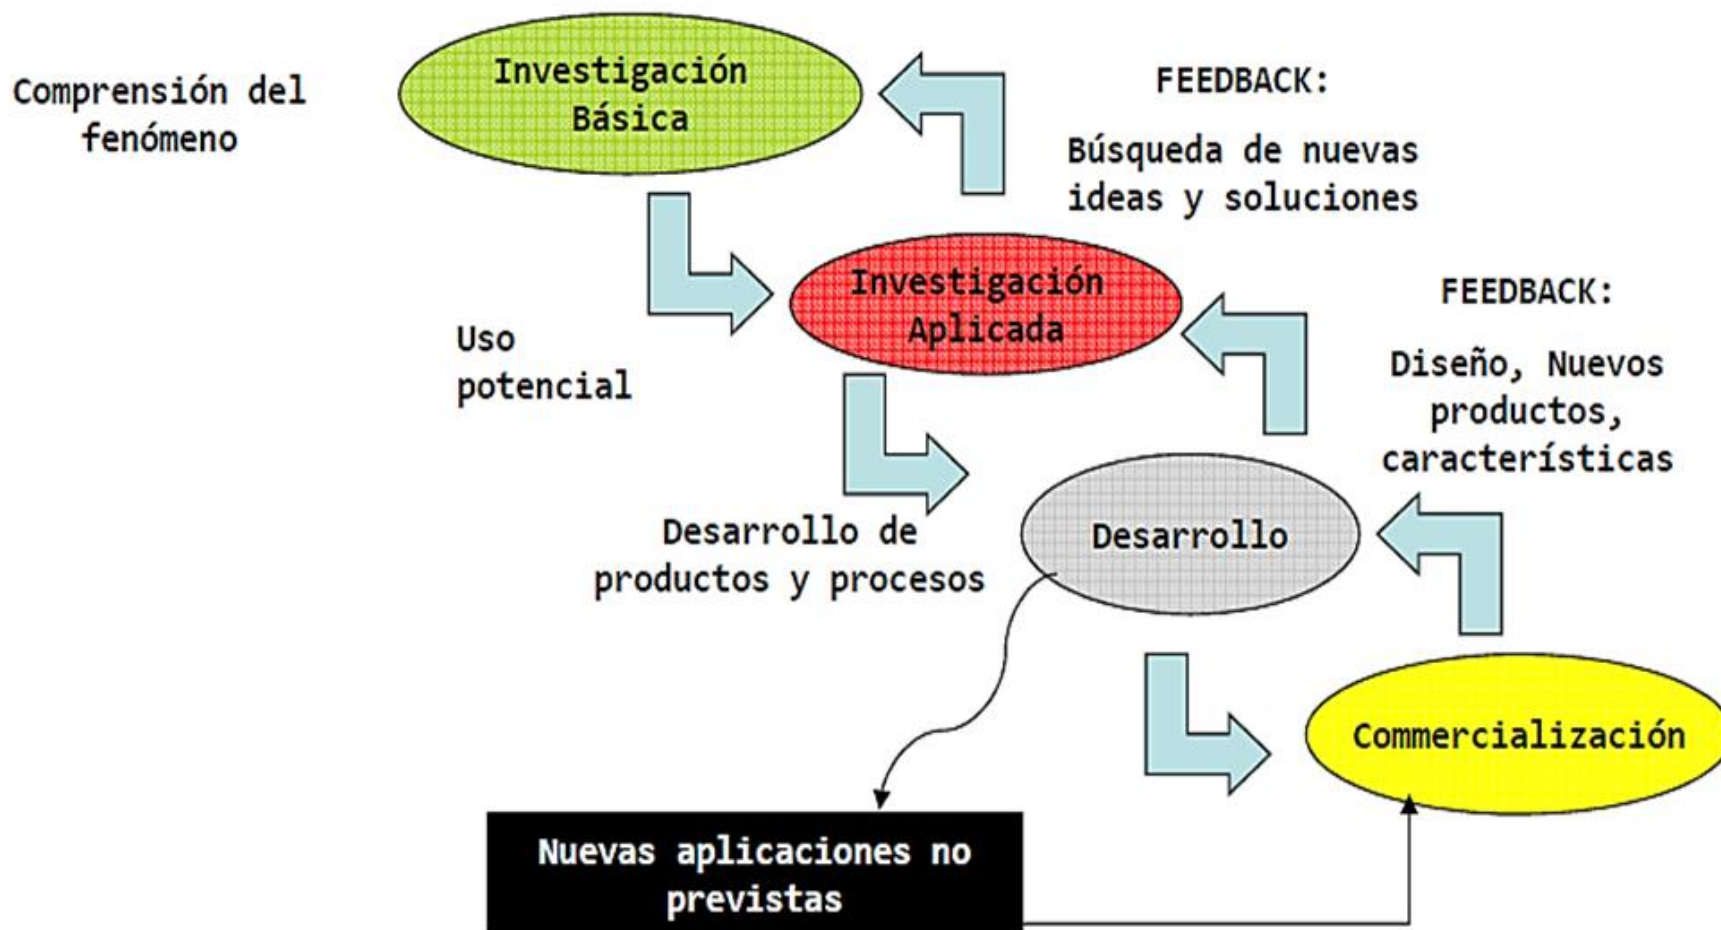 Comprensión del
fenómeno
Investigación
Básica
FEEDBACK:
Búsqueda de nuevas
ideas y soluciones
Investigación
Aplicada
Uso
potencial
FEEDBACK:
Diseño, Nuevos
productos,
características
Desarrollo de
productos y procesos
Desarrollo
Commercialización
Nuevas aplicaciones no
previstas